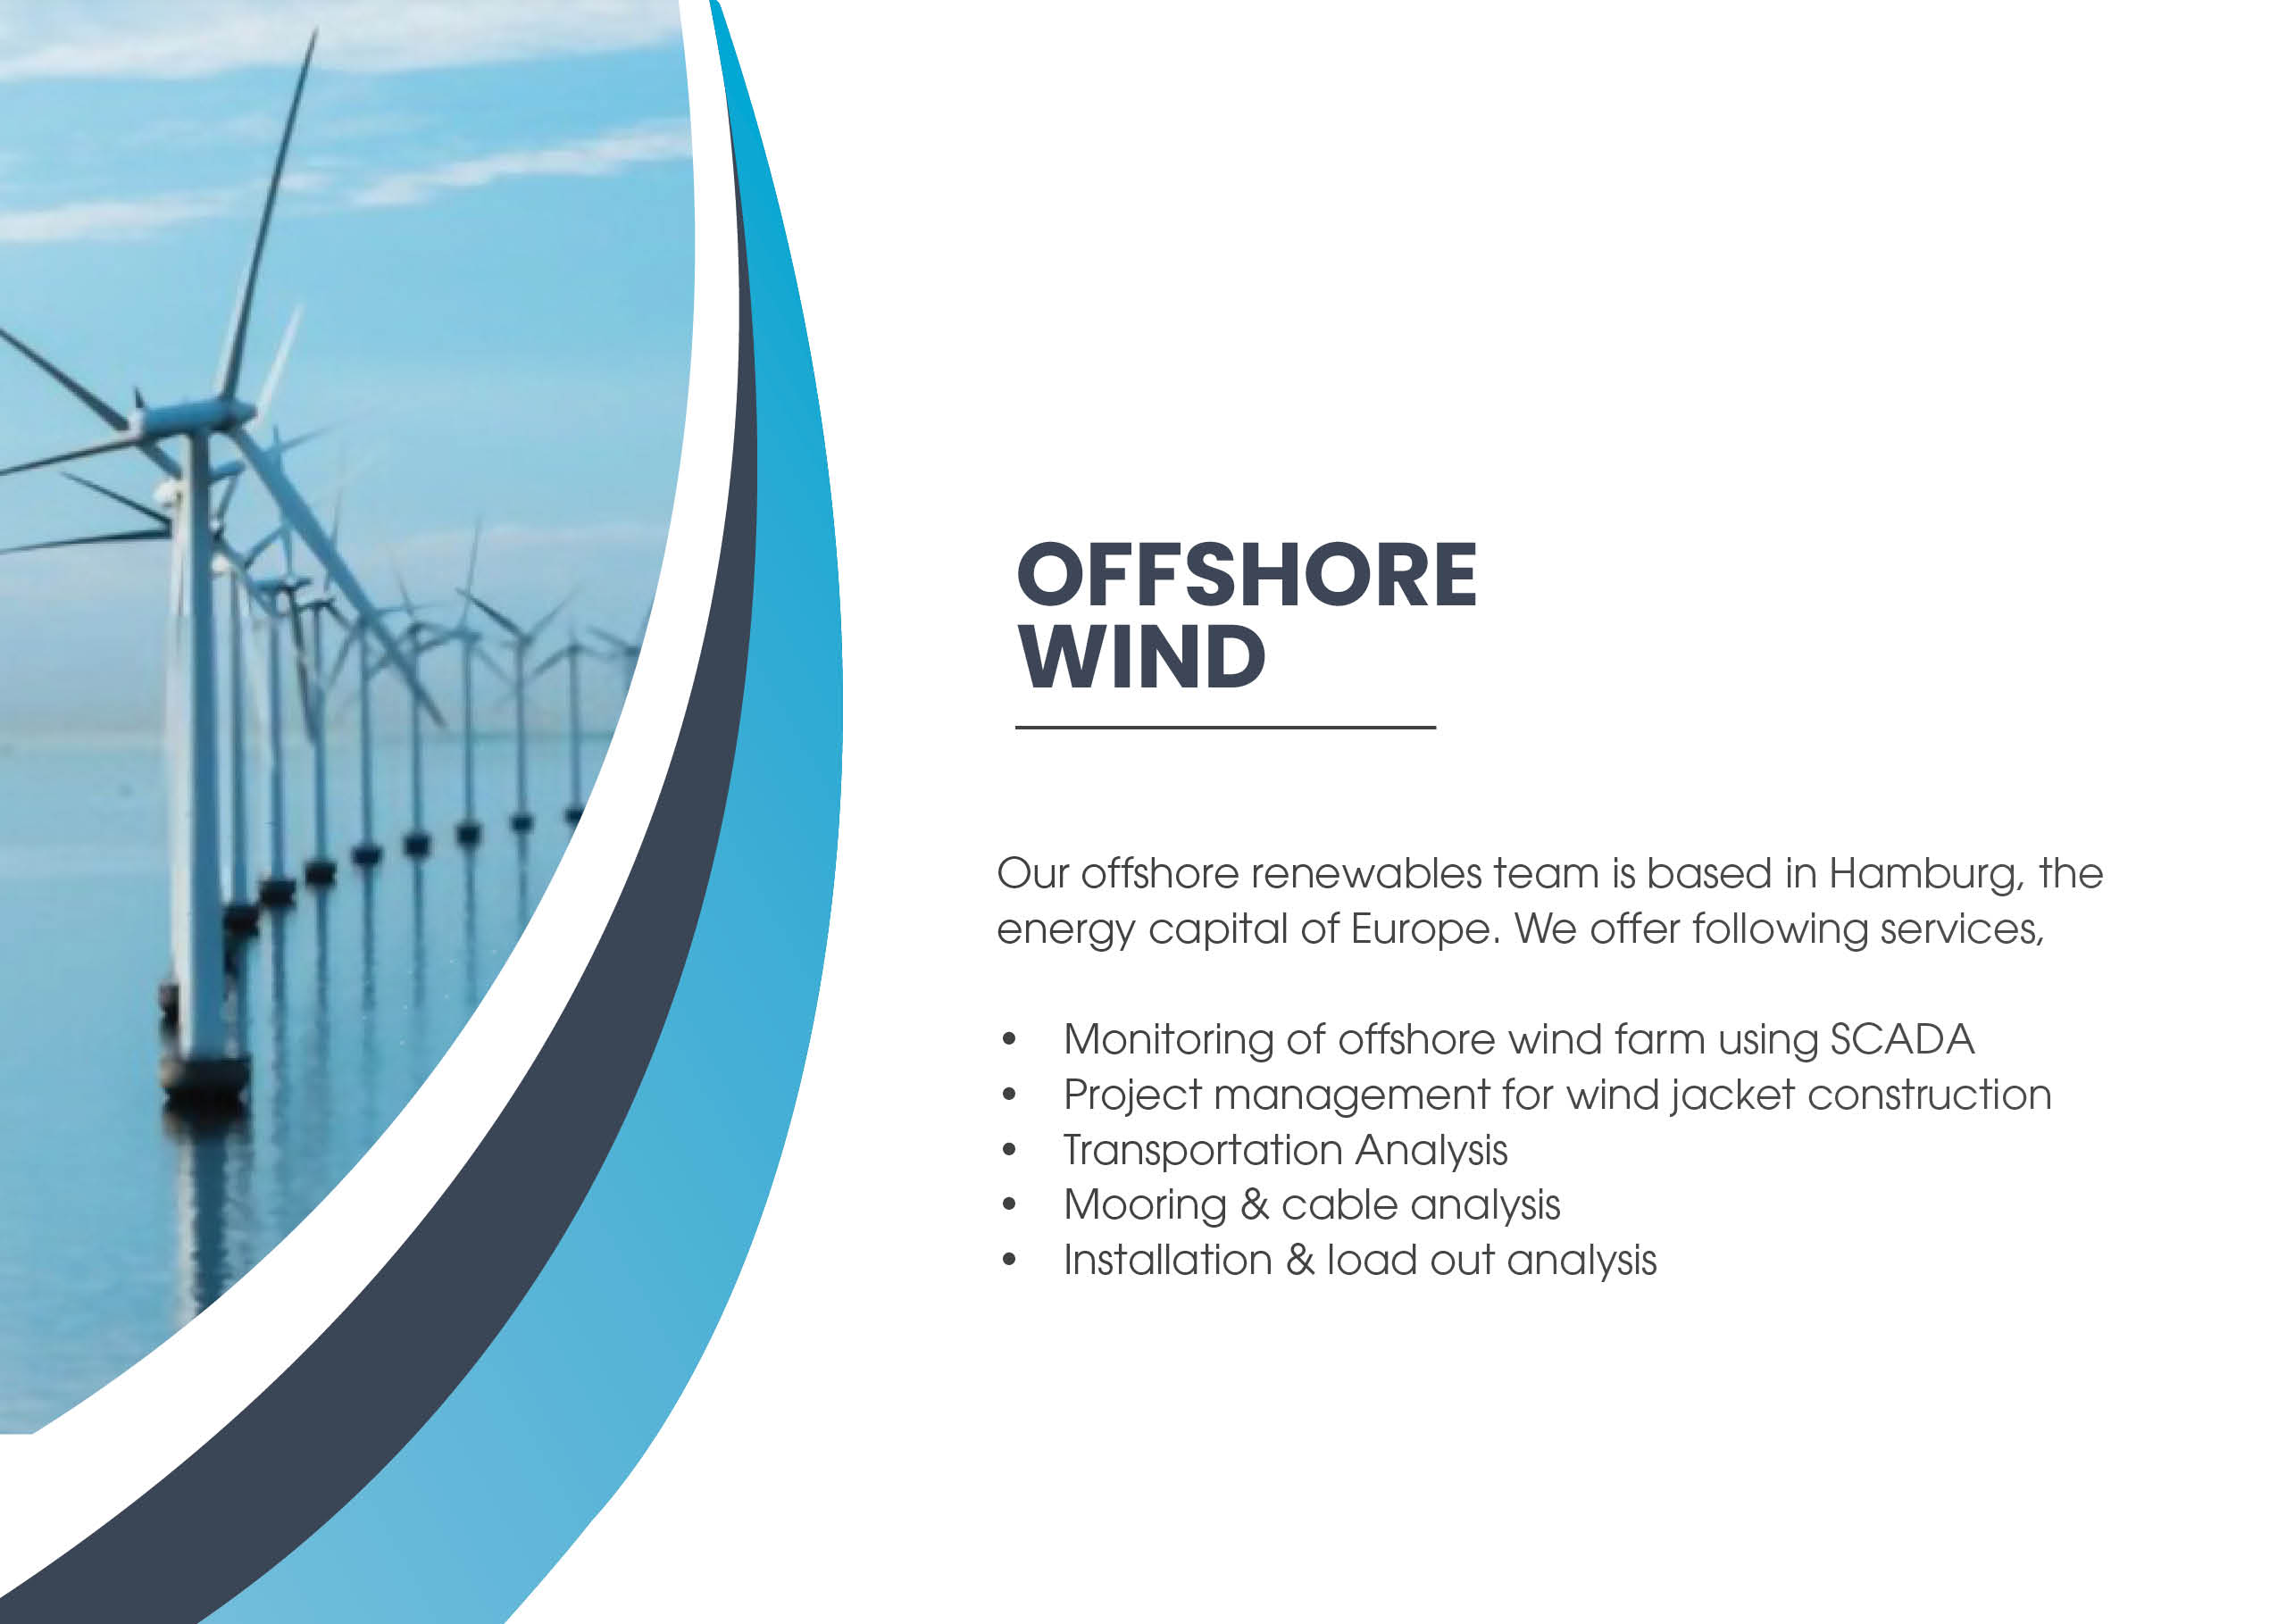 OFFSHORE
WIND
Our offshore renewables team is based in Hamburg, the
energy capital of Europe. We offer following services,
• Monitoring of offshore wind farm using SCADA
• Project management for wind jacket construction
• Transportation Analysis
• Mooring & cable analysis
• Installation & load out analysis